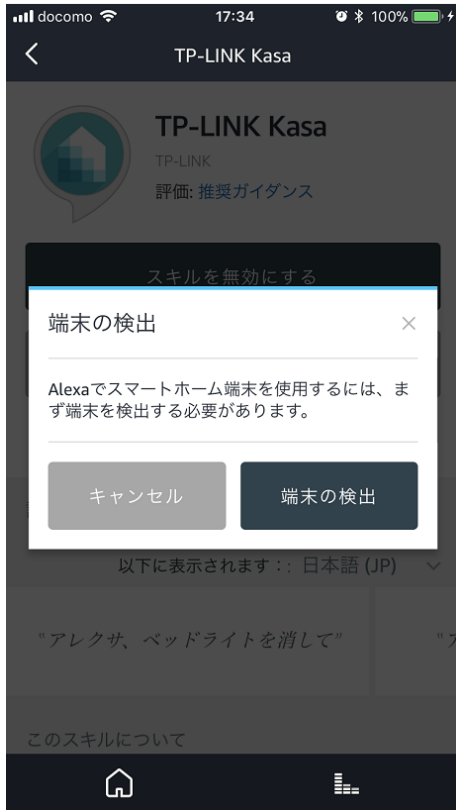 docomo 17:34 100%
TP-LINK Kasa
TP-LINK Kasa
TP-LINK
評価: 推奨ガイダンス
スキルを無効にする
端末の検出
Alexaでスマートホーム端末を使用するには、ま
ず端末を検出する必要があります。
キャンセル 端末の検出
以下に表示されます：: 日本語 (JP)
"アレクサ、ベッドライトを消して"
このスキルについて